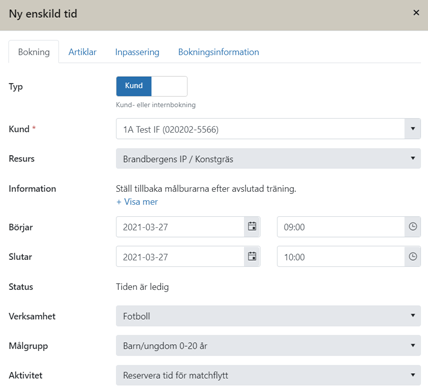 Ny enskild tid ×
Bokning Artiklar Inpassering Bokningsinformation
Typ Kund
Kund- eller internbokning
Kund * 1A Test IF (020202-5566)
Resurs Brandbergens IP / Konstgräs
Information Ställ tillbaka målburarna efter avslutad träning.
+ Visa mer
Börjar 2021-03-27 09:00
Slutar 2021-03-27 10:00
Status Tiden är ledig
Verksamhet Fotboll
Målgrupp Barn/ungdom 0-20 år
Aktivitet Reservera tid för matchflytt